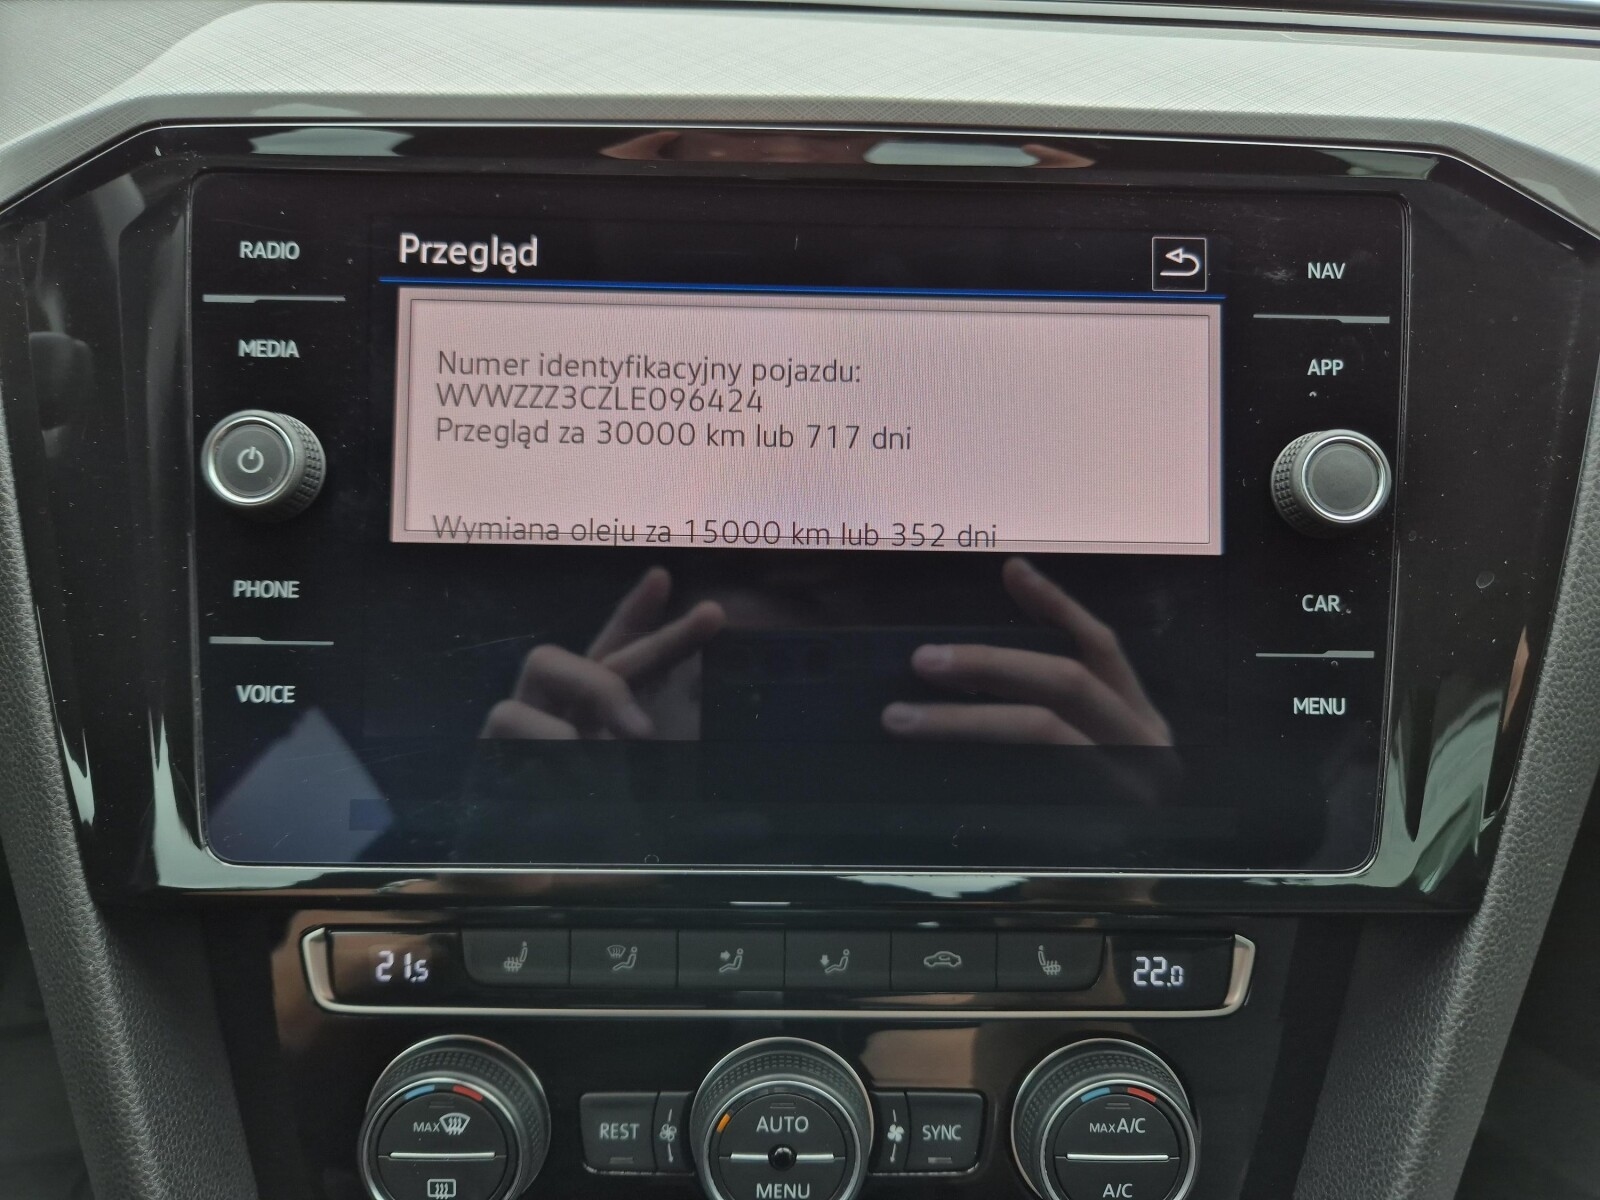 RADIO
MEDIA
PHONE
VOICE
Przegląd
Numer identyfikacyjny pojazdu:
WVWZZZ3CZLE096424
Przegląd za 30000 km lub 717 dni
Wymiana oleju za 15000 km lub 352 dni
NAV
APP
CAR
MENU
21.5
22.0
MAX
REST
AUTO
MENU
SYNC
MAX A/C
A/C